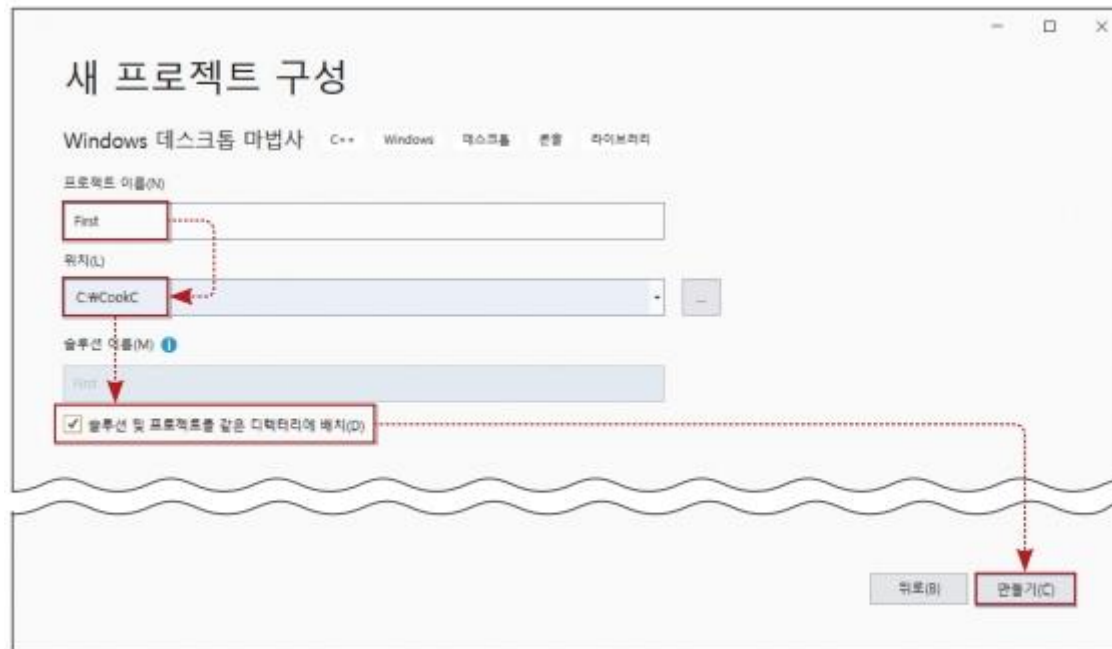 새 프로젝트 구성
Windows 데스크톱 마법사 C++ Windows 데스크톱 콘솔 라이브러리
프로젝트 이름(N)
First
위치(L)
C:₩CookC
...
솔루션 이름(M)
First
솔루션 및 프로젝트를 같은 디렉터리에 배치(D)
뒤로(B) 만들기(C)